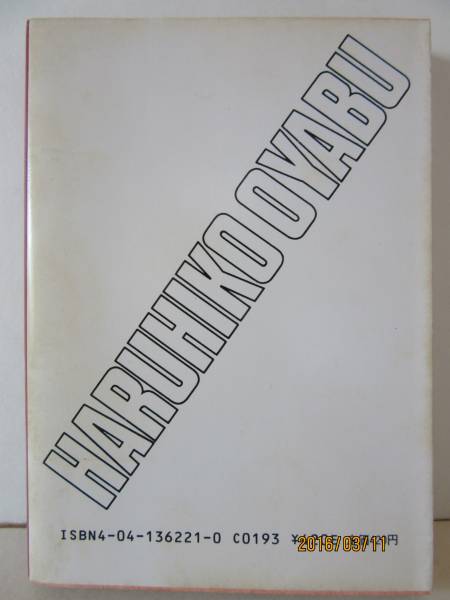 HARUHIKO OYABU
ISBN4-04-136221-0 C0193 ¥
2016/03/11
円